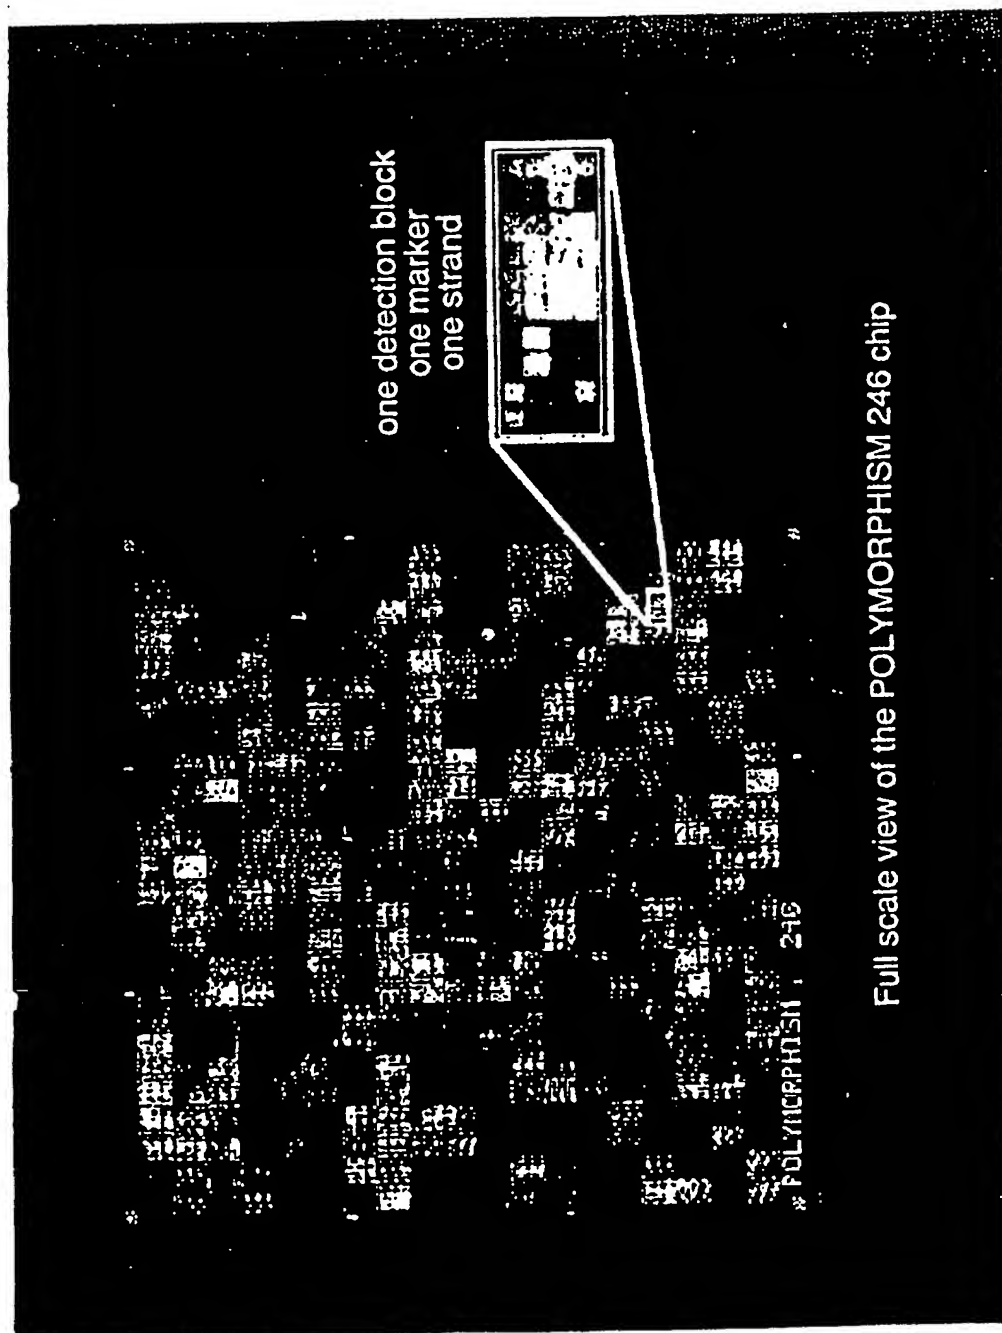 one detection block
one marker
one strand
POLYMORPHISM : 246
Full scale view of the POLYMORPHISM 246 chip